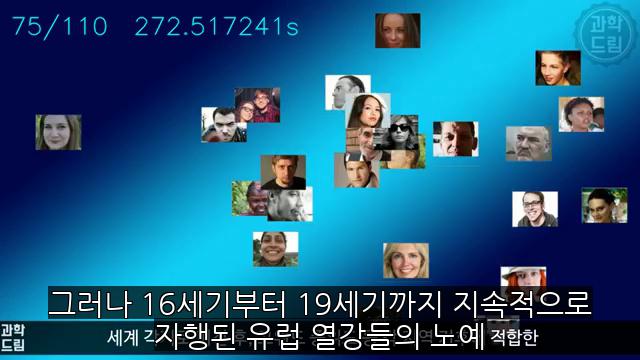 75/110 272.517241s
과학
드림
그러나 16세기부터 19세기까지 지속적으로
자행된 유럽 열강들의 노예
과학
드림
세계 각
적합한